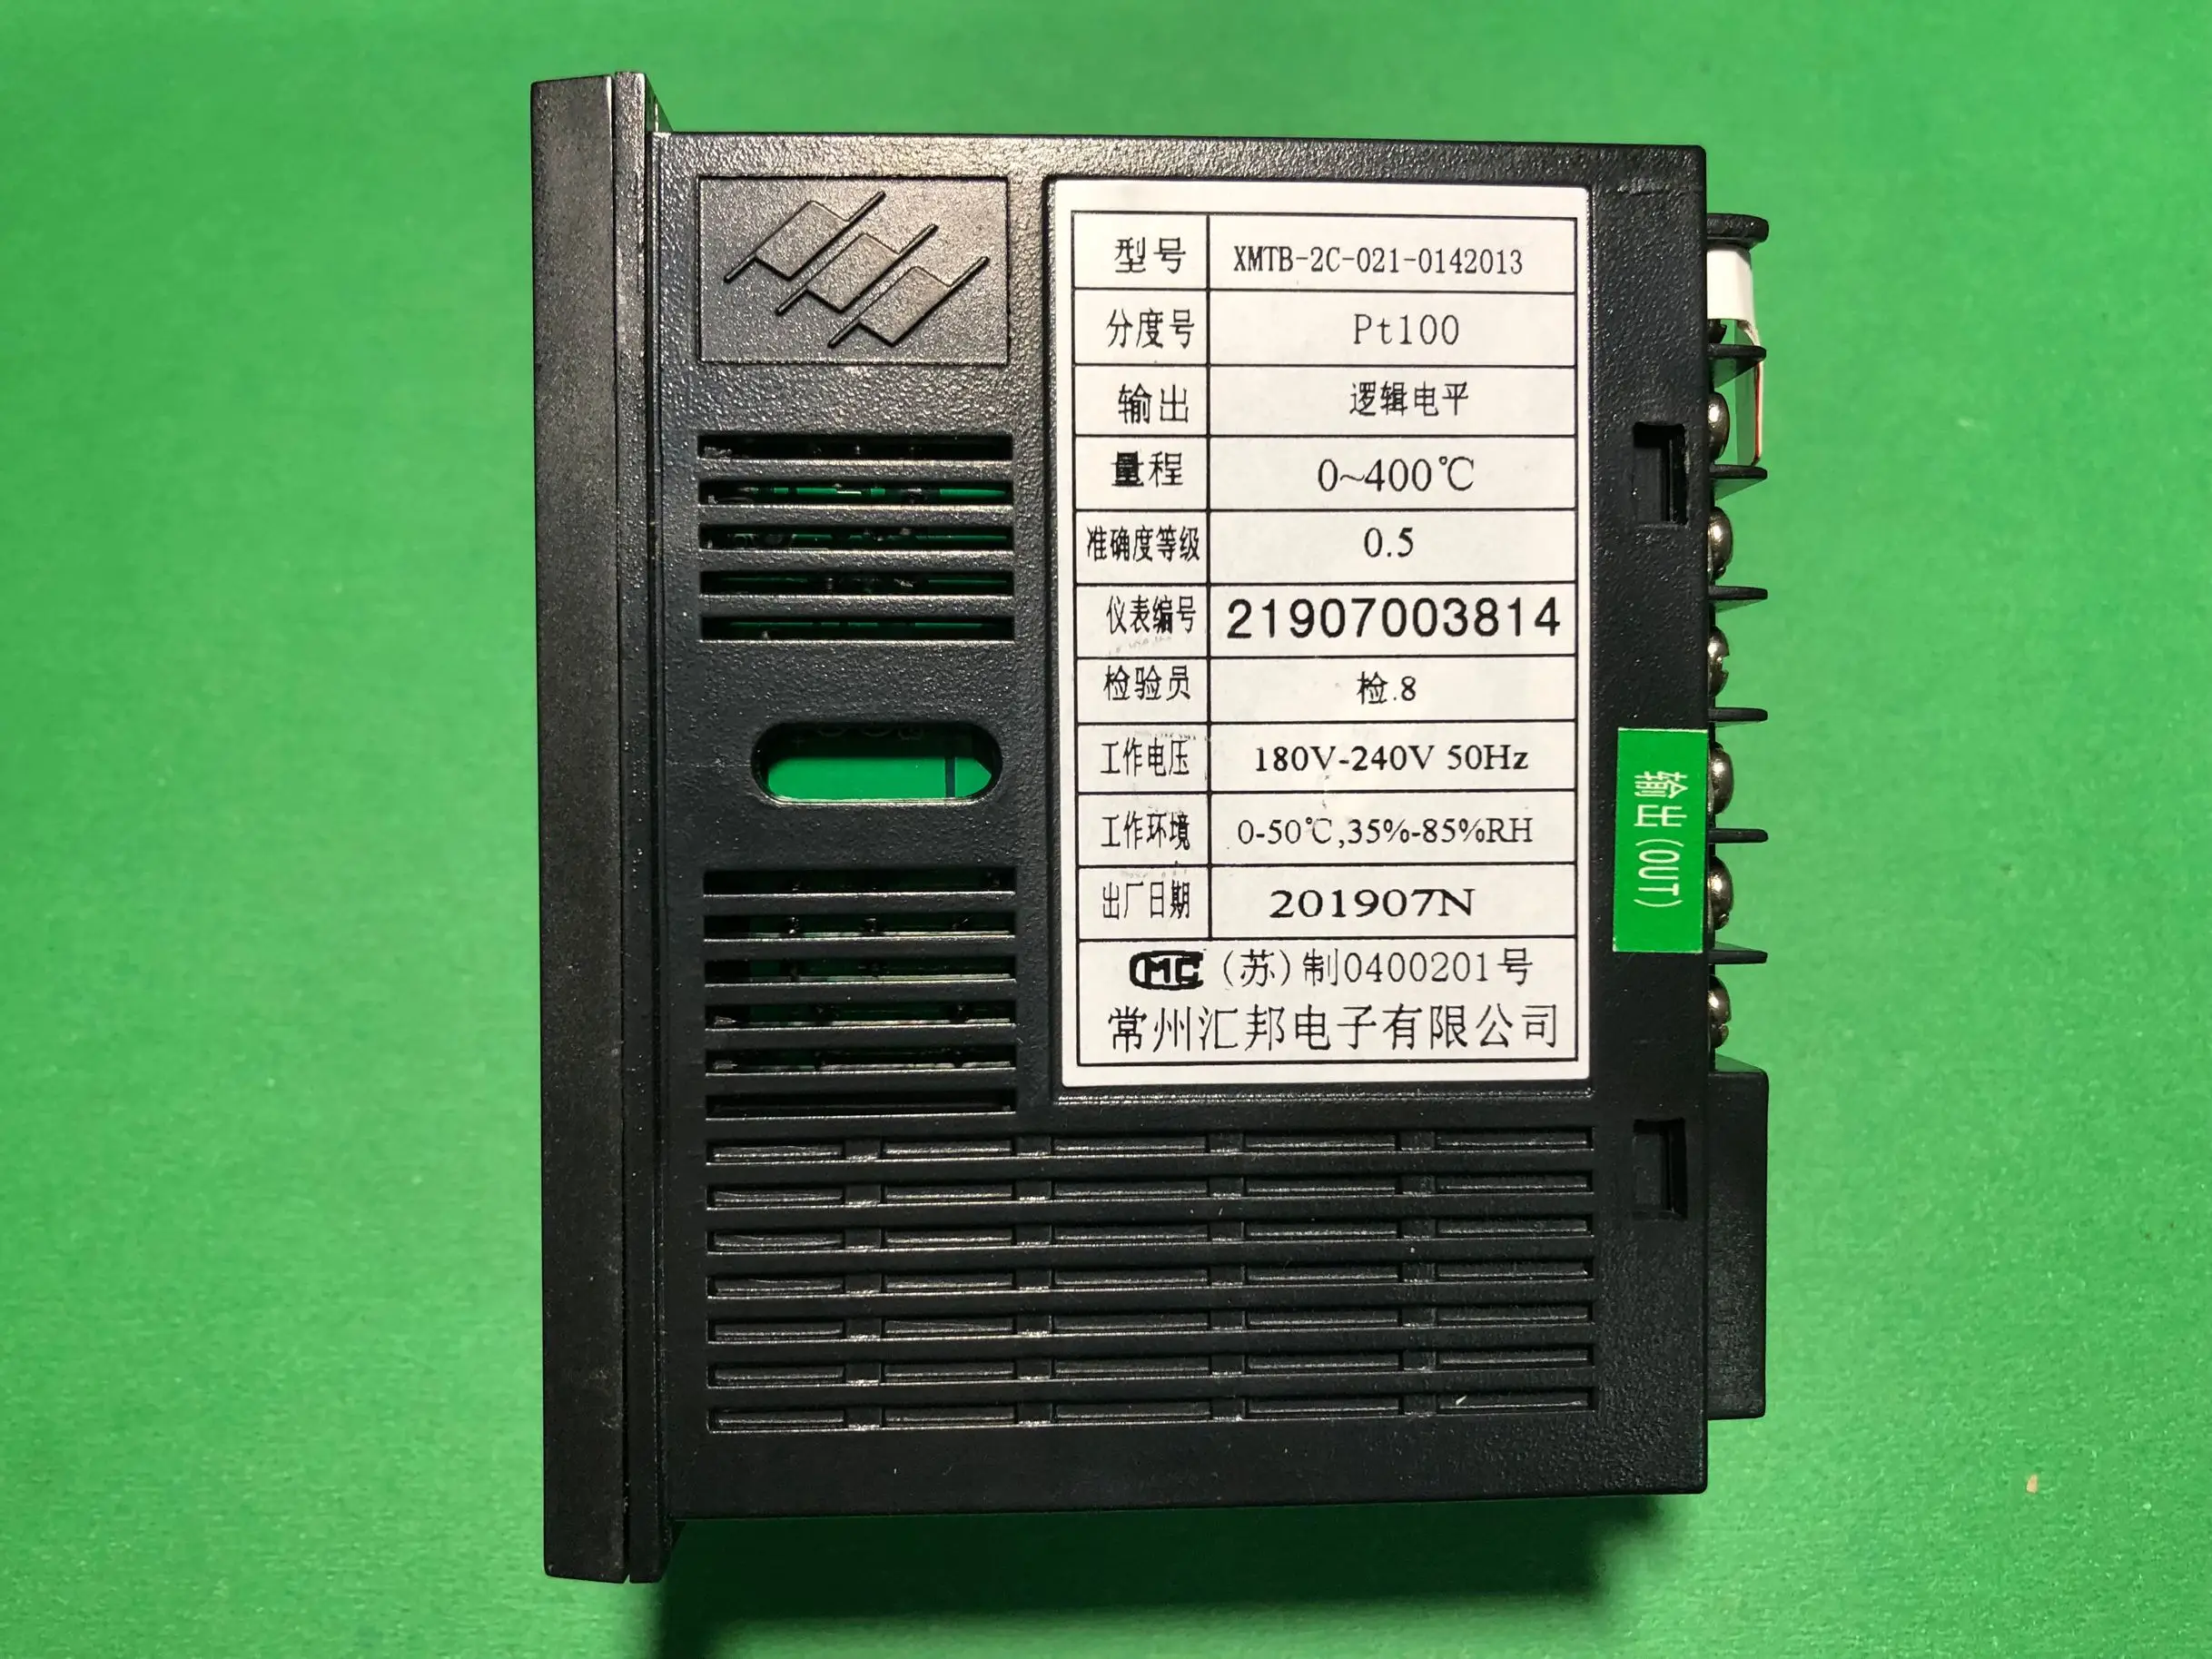 型号 XMTB-2C-021-0142013
分度号 Pt100
输出 逻辑电平
量程 0~400℃
准确度等级 0.5
仪表编号 21907003814
检验员 检.8
工作电压 180V-240V 50Hz
工作环境 0-50℃,35%-85%RH
出厂日期 201907N
CMC (苏)制0400201号
常州汇邦电子有限公司
输出(OUT)